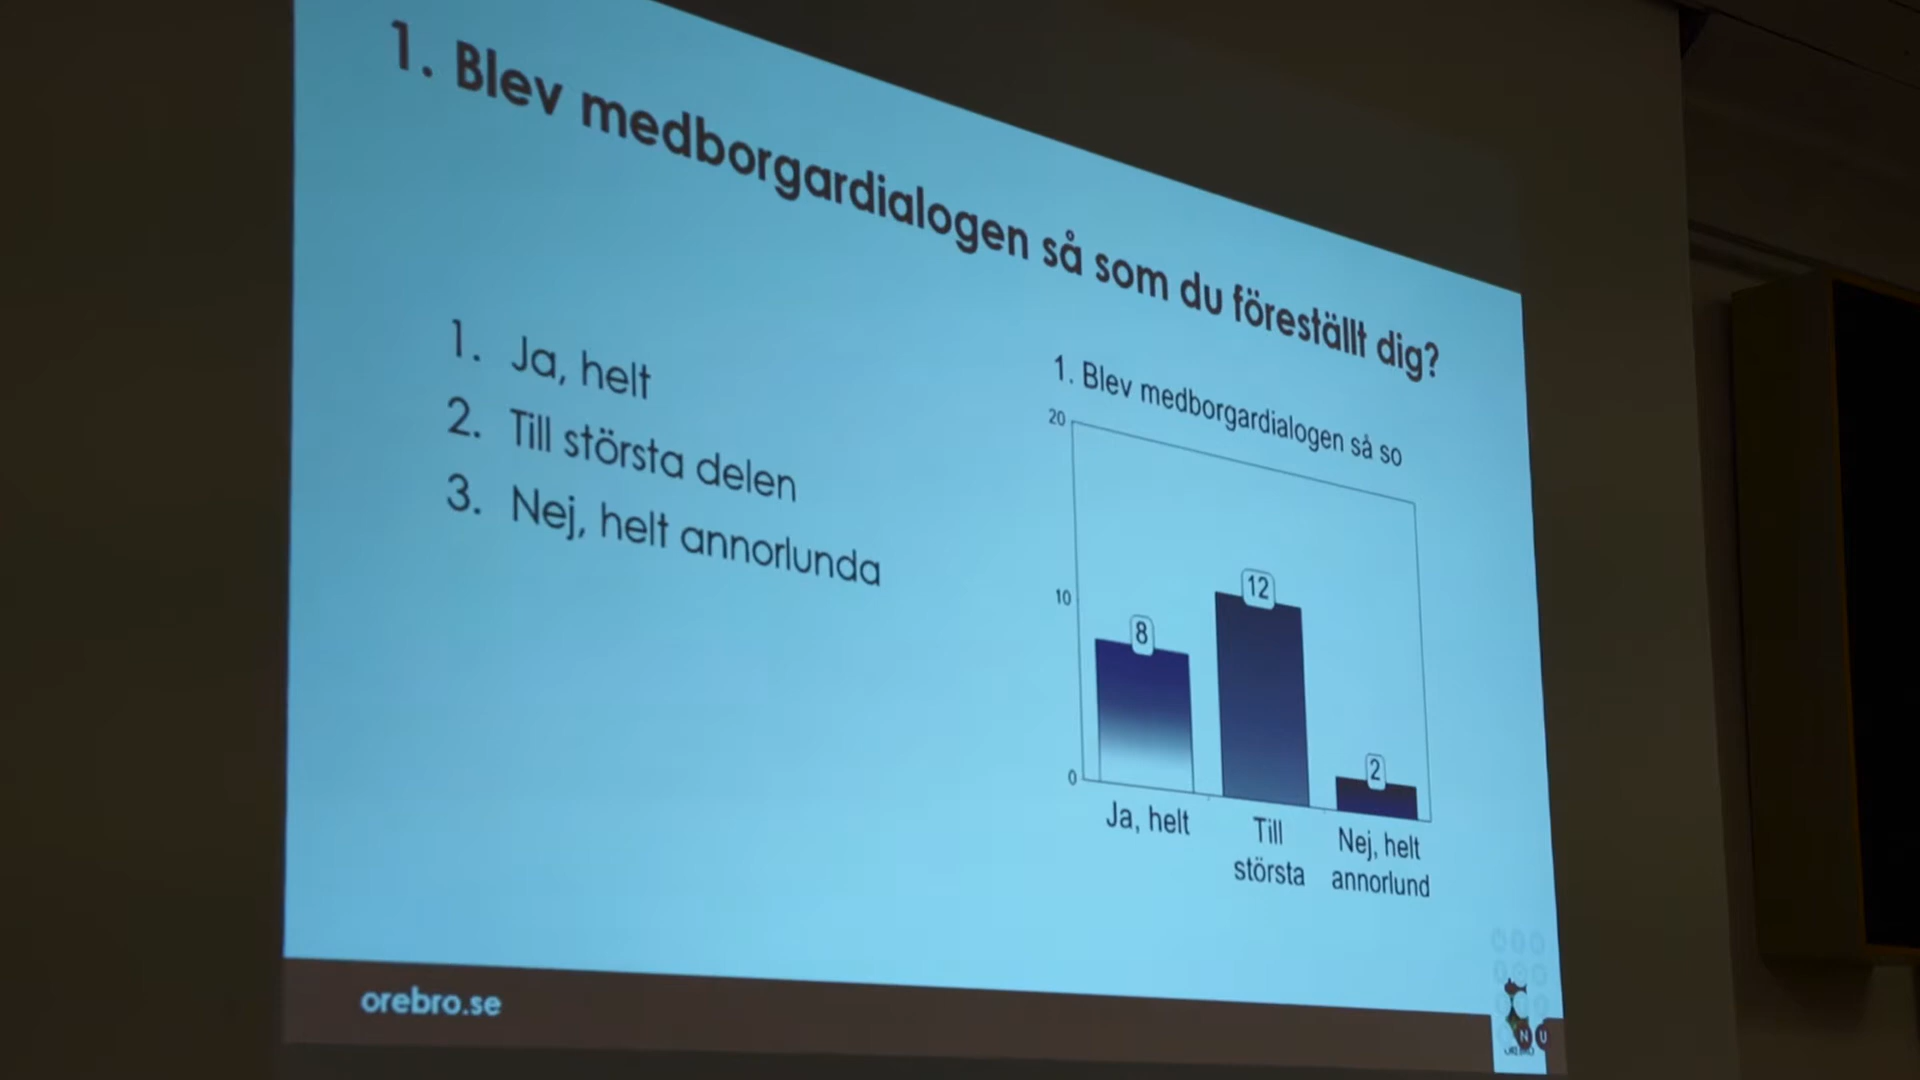 1. Blev medborgardialogen så som du föreställt dig?
1. Ja, helt
2. Till största delen
3. Nej, helt annorlunda
1. Blev medborgardialogen så so
20
10
0
8
12
2
Ja, helt
Till
största
Nej, helt
annorlund
orebro.se
N U